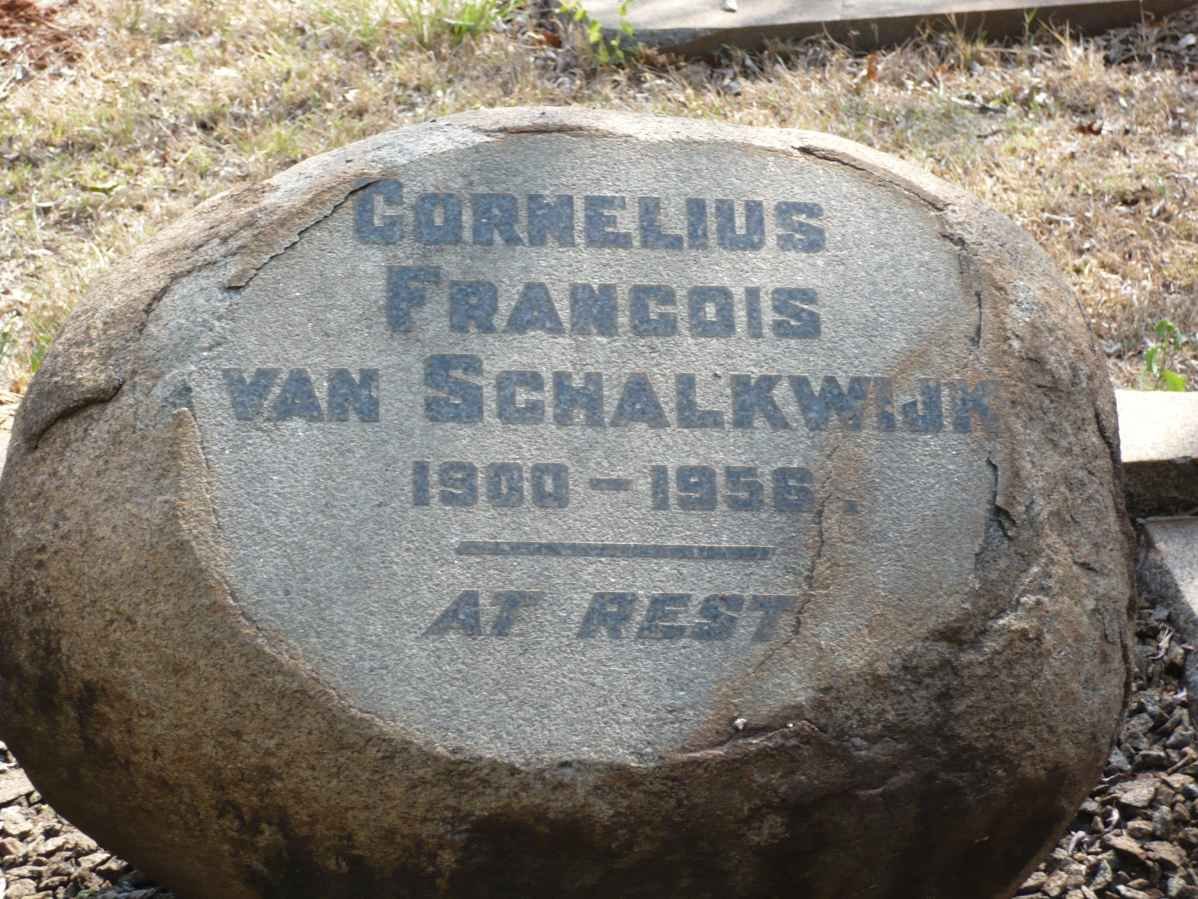 CORNELIUS
FRANCOIS
VAN SCHALKWIJK
1900 - 1956.
AT REST